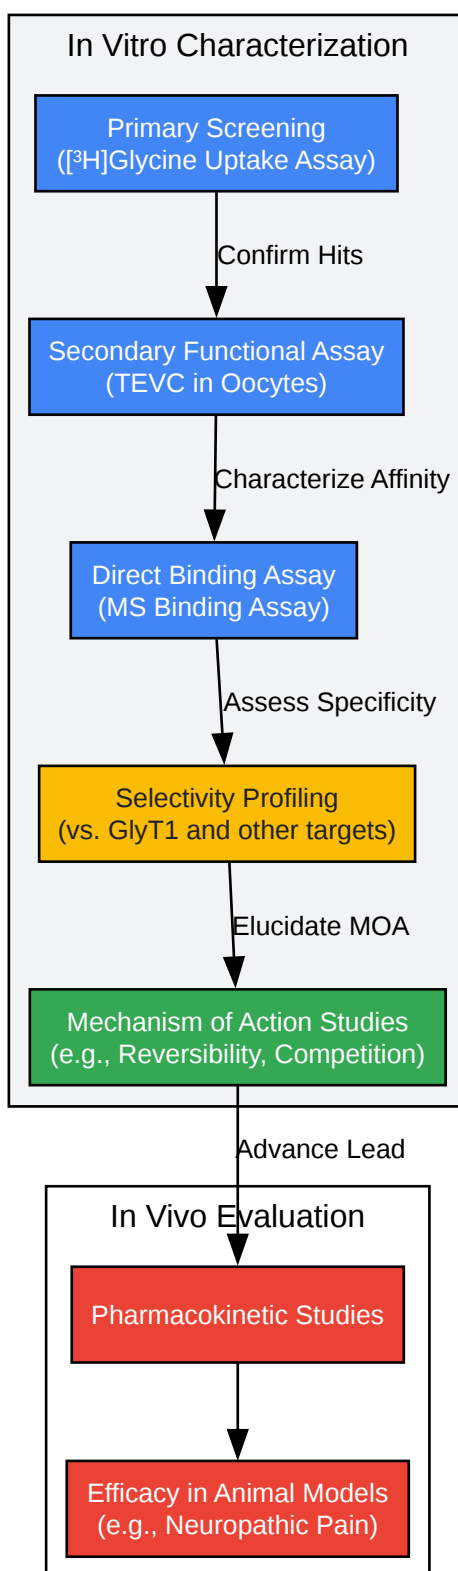 In Vitro Characterization
Primary Screening
([³H]Glycine Uptake Assay)
Confirm Hits
Secondary Functional Assay
(TEVC in Oocytes)
Characterize Affinity
Direct Binding Assay
(MS Binding Assay)
Assess Specificity
Selectivity Profiling
(vs. GlyT1 and other targets)
Elucidate MOA
Mechanism of Action Studies
(e.g., Reversibility, Competition)
Advance Lead
In Vivo Evaluation
Pharmacokinetic Studies
Efficacy in Animal Models
(e.g., Neuropathic Pain)